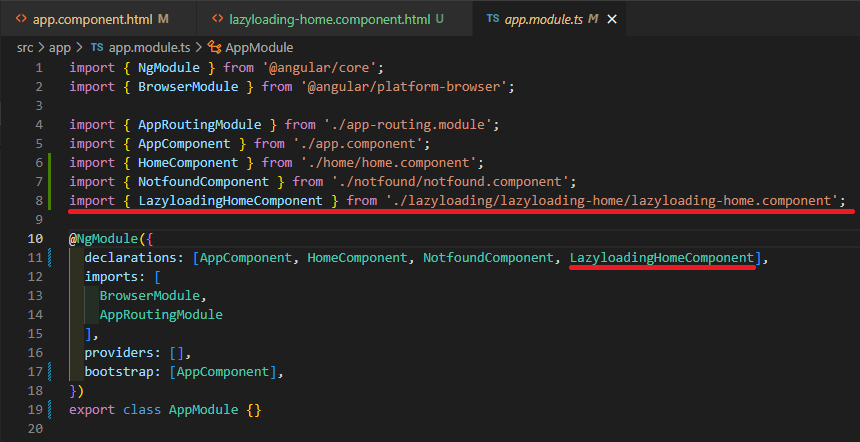 app.component.html M lazyloading-home.component.html U TS app.module.ts M
src > app > TS app.module.ts > AppModule
1 import { NgModule } from '@angular/core';
2 import { BrowserModule } from '@angular/platform-browser';
3
4 import { AppRoutingModule } from './app-routing.module';
5 import { AppComponent } from './app.component';
6 import { HomeComponent } from './home/home.component';
7 import { NotfoundComponent } from './notfound/notfound.component';
8 import { LazyloadingHomeComponent } from './lazyloading/lazyloading-home/lazyloading-home.component';
9
10 @NgModule({
11 declarations: [AppComponent, HomeComponent, NotfoundComponent, LazyloadingHomeComponent],
12 imports: [
13 BrowserModule,
14 AppRoutingModule
15 ],
16 providers: [],
17 bootstrap: [AppComponent],
18 })
19 export class AppModule {}
20